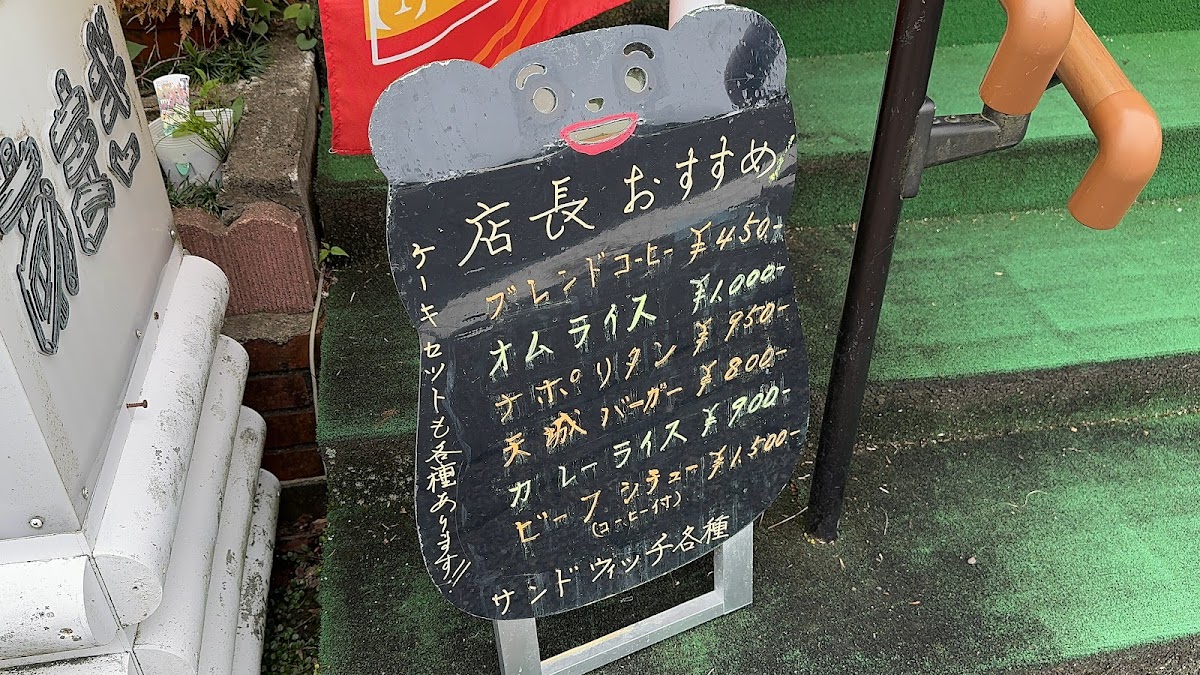 店長おすすめ
ブレンドコーヒー ¥450-
オムライス ¥1.000-
ナポリタン ¥950-
天城バーガー ¥800-
カレーライス ¥900-
ビーフシチュー ¥1,500-
(コーヒー付)
サンドウィッチ各種
ケーキセットも各種あります!!